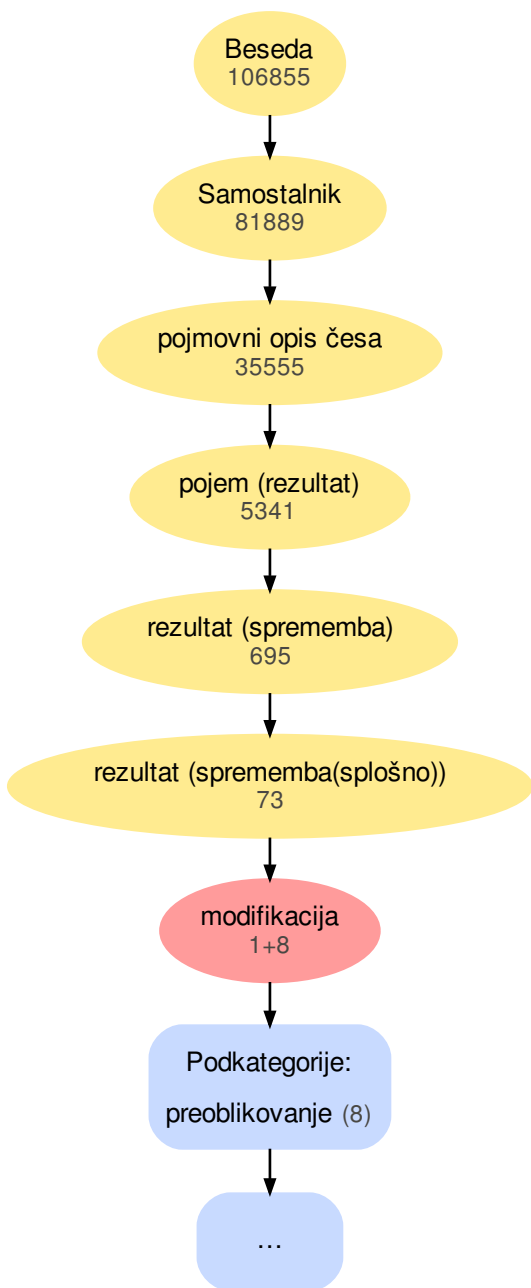 Beseda
106855
Samostalnik
81889
pojmovni opis česa
35555
pojem (rezultat)
5341
rezultat (sprememba)
695
rezultat (sprememba(splošno))
73
modifikacija
1+8
Podkategorije:
preoblikovanje (8)
...